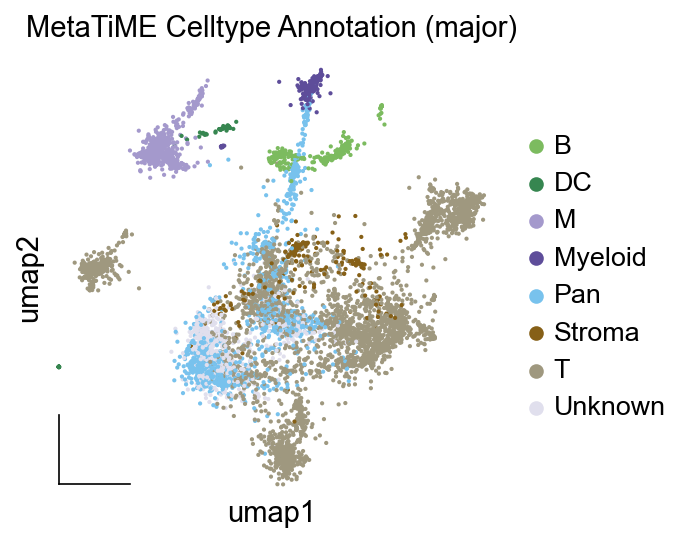 MetaTiME Celltype Annotation (major)
B
DC
M
Myeloid
Pan
Stroma
T
Unknown
umap2
umap1